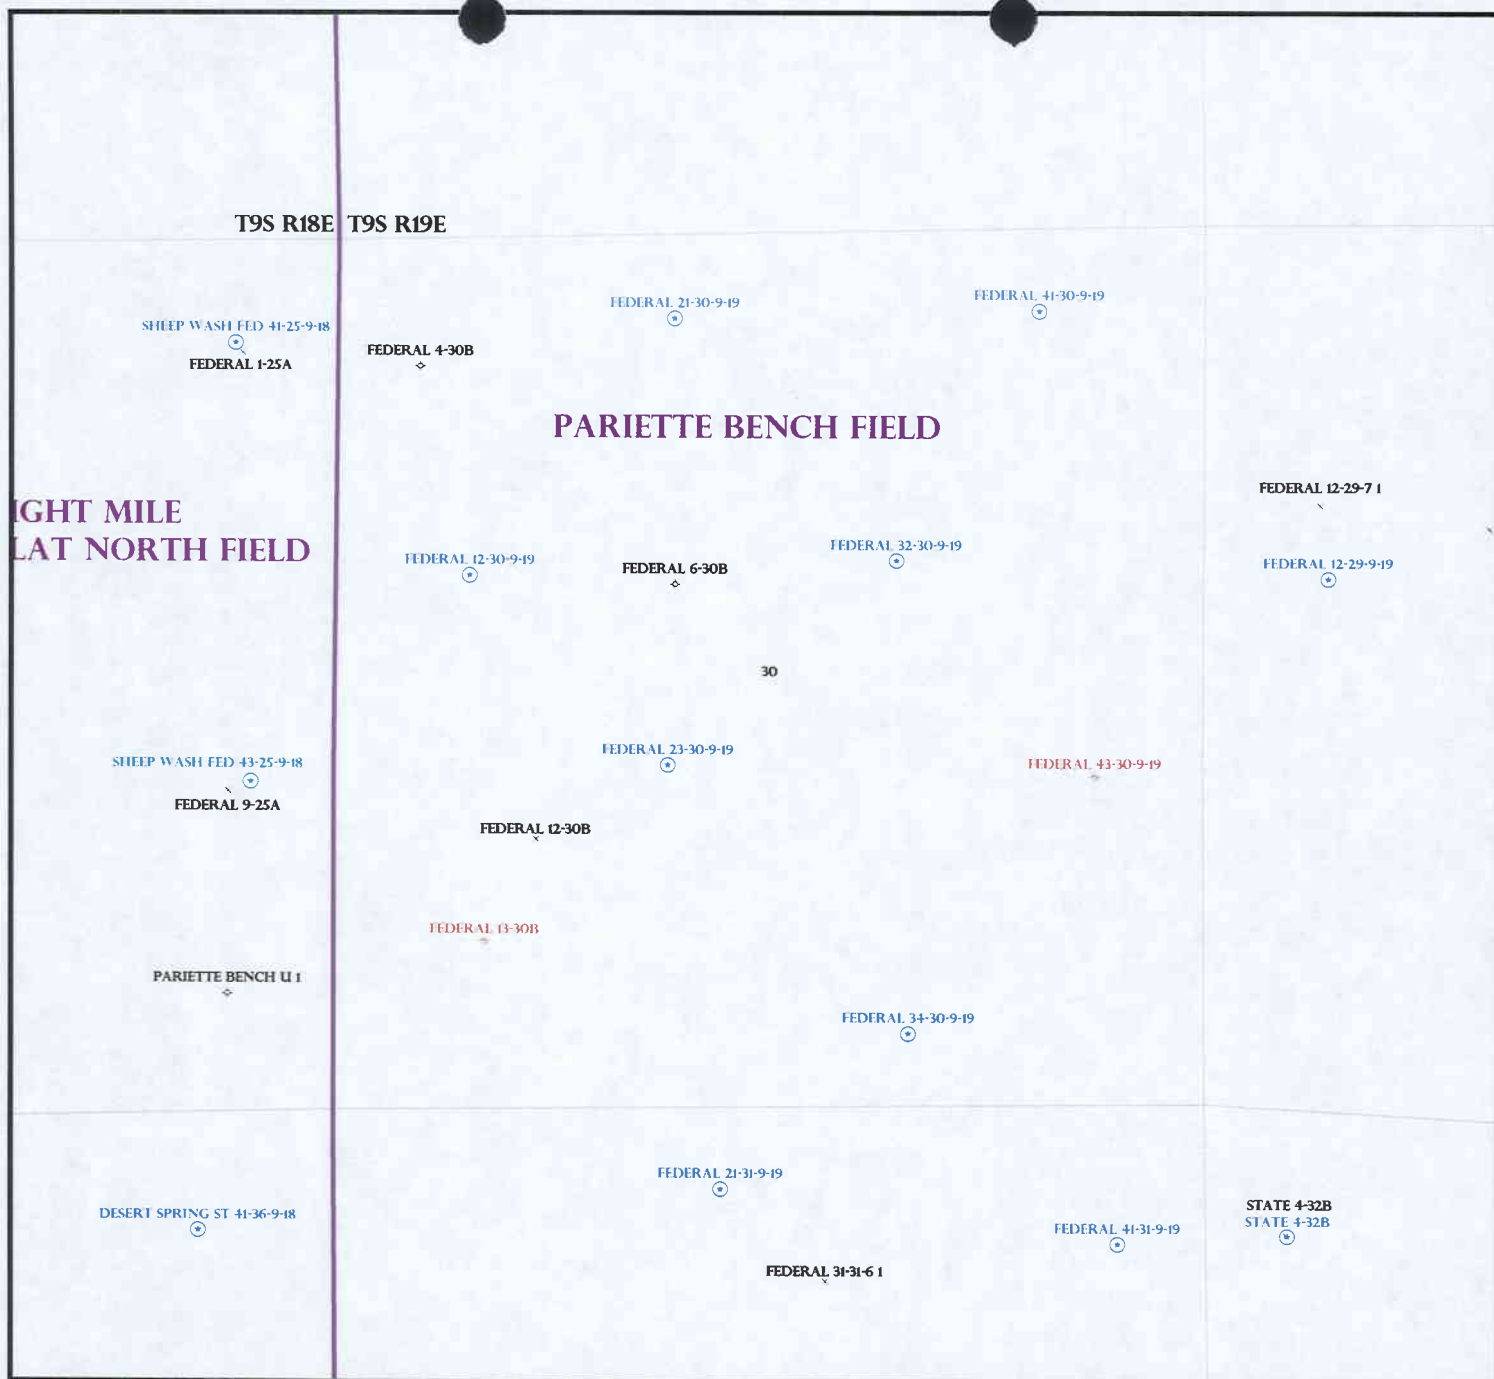 T9S R18E T9S R19E
FEDERAL 21-30-9-19
FEDERAL 41-30-9-19
SHEEP WASH FED 41-25-9-18
FEDERAL 1-25A
FEDERAL 4-30B
PARIETTE BENCH FIELD
IGHT MILE
LAT NORTH FIELD
FEDERAL 12-29-7 1
FEDERAL 12-30-9-19
FEDERAL 6-30B
FEDERAL 32-30-9-19
FEDERAL 12-29-9-19
30
SHEEP WASH FED 43-25-9-18
FEDERAL 9-25A
FEDERAL 23-30-9-19
FEDERAL 43-30-9-19
FEDERAL 12-30B
FEDERAL 13-30B
PARIETTE BENCH U 1
FEDERAL 34-30-9-19
FEDERAL 21-31-9-19
DESERT SPRING ST 41-36-9-18
FEDERAL 41-31-9-19
STATE 4-32B
STATE 4-32B
FEDERAL 31-31-6 1